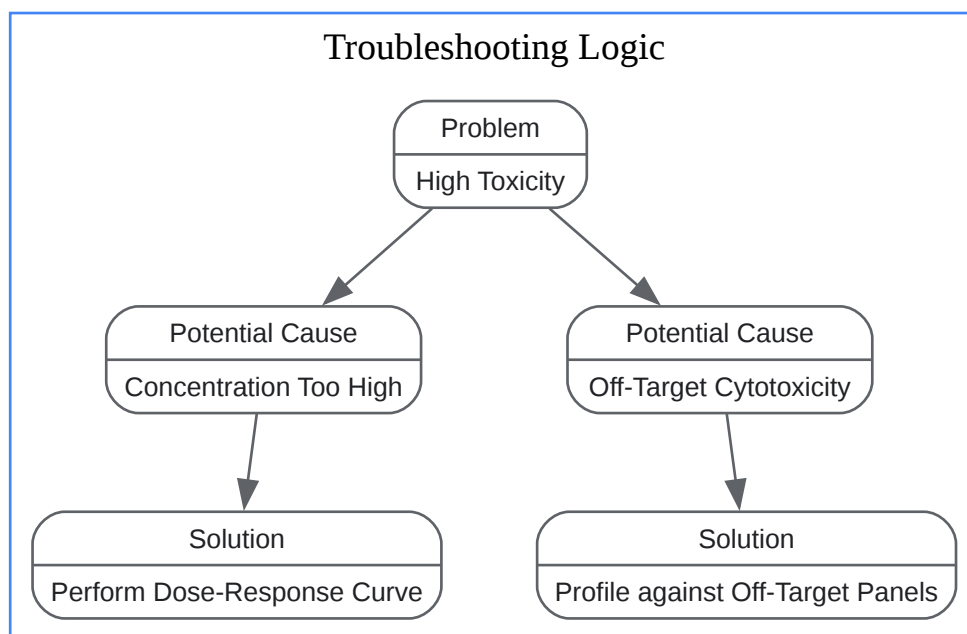 Troubleshooting Logic
Problem
High Toxicity
Potential Cause
Concentration Too High
Potential Cause
Off-Target Cytotoxicity
Solution
Perform Dose-Response Curve
Solution
Profile against Off-Target Panels